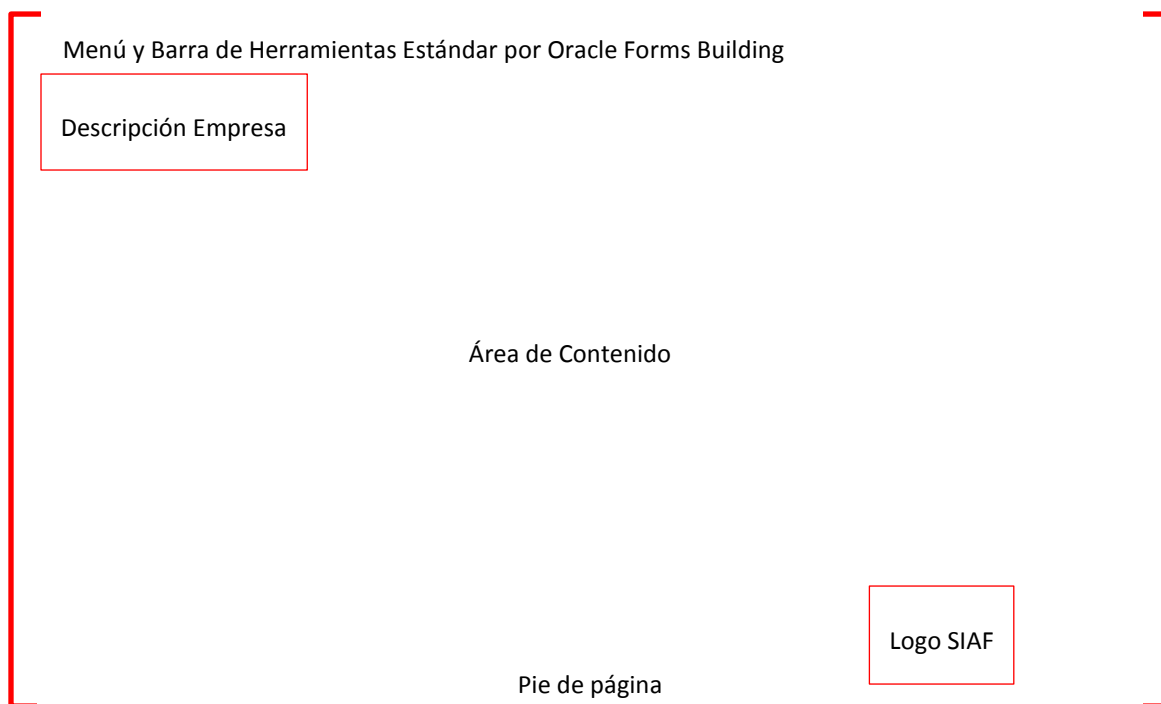 Menú y Barra de Herramientas Estándar por Oracle Forms Building
Descripción Empresa
Área de Contenido
Logo SIAF
Pie de página